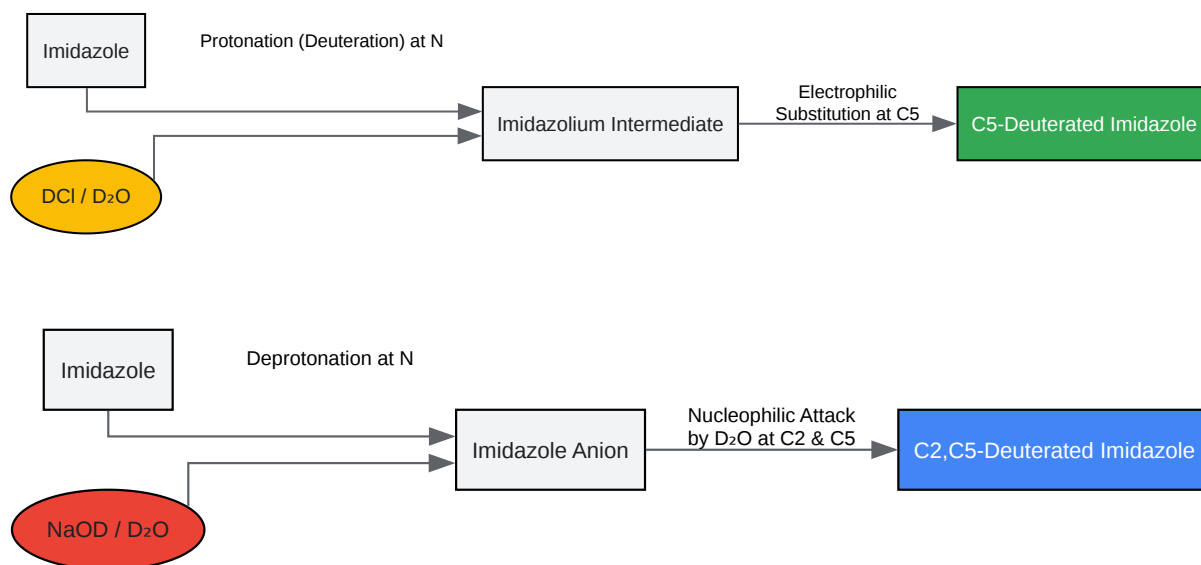 Imidazole
Protonation (Deuteration) at N
DCl / D₂O
Imidazolium Intermediate
Electrophilic
Substitution at C5
C5-Deuterated Imidazole
Imidazole
Deprotonation at N
NaOD / D₂O
Imidazole Anion
Nucleophilic Attack
by D₂O at C2 & C5
C2,C5-Deuterated Imidazole